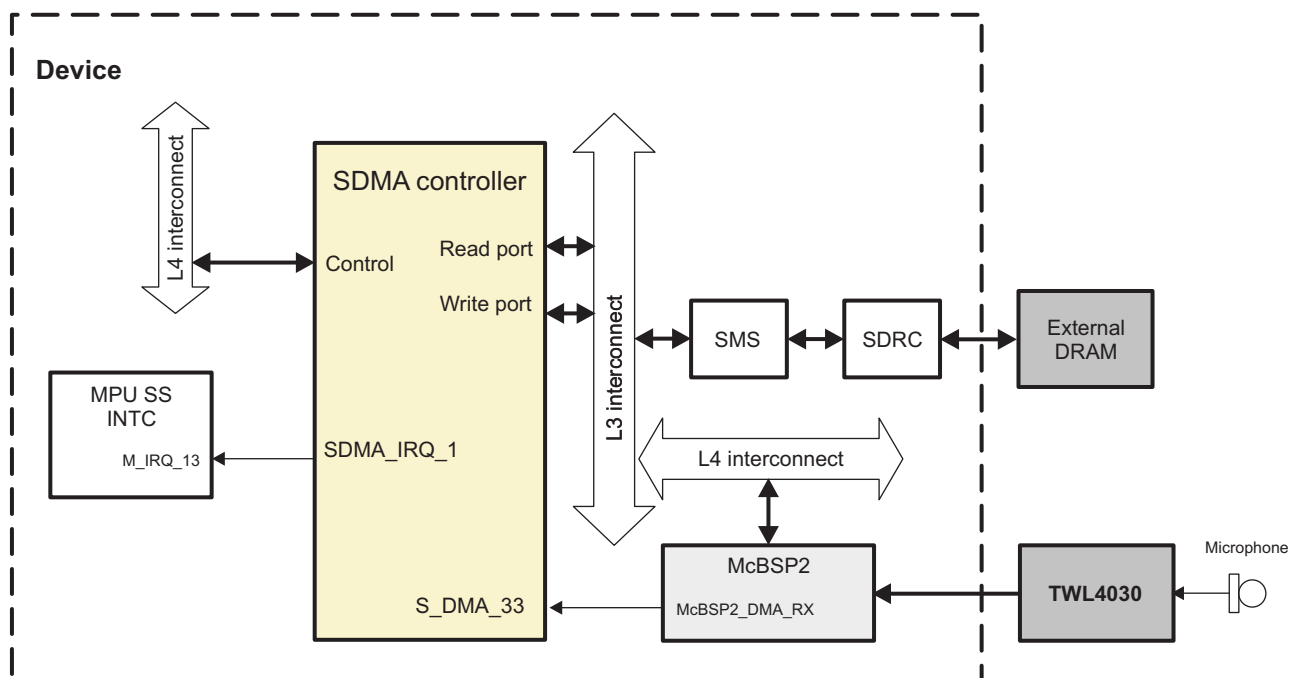 Device
L4 interconnect
SDMA controller
Control
Read port
Write port
L3 interconnect
SMS
SDRC
External
DRAM
MPU SS
INTC
M_IRQ_13
SDMA_IRQ_1
L4 interconnect
McBSP2
S_DMA_33
McBSP2_DMA_RX
TWL4030
Microphone